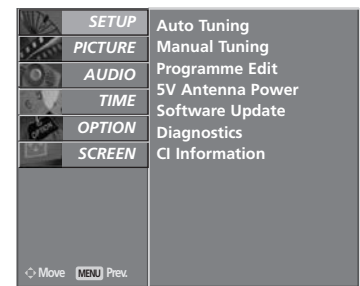 SETUP
PICTURE
AUDIO
TIME
OPTION
SCREEN
Auto Tuning
Manual Tuning
Programme Edit
5V Antenna Power
Software Update
Diagnostics
CI Information
Move MENU Prev.